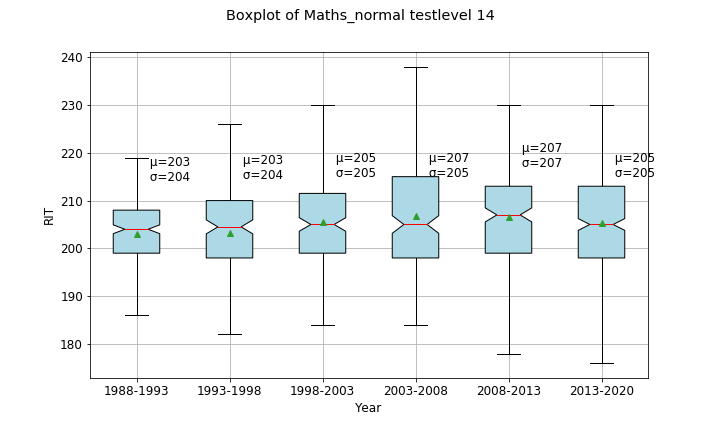 Boxplot of Maths_normal testlevel 14
240
230
220
210
200
190
180
RIT
μ=203
σ=204
μ=203
σ=204
μ=205
σ=205
μ=207
σ=205
μ=207
σ=207
μ=205
σ=205
1988-1993 1993-1998 1998-2003 2003-2008 2008-2013 2013-2020
Year